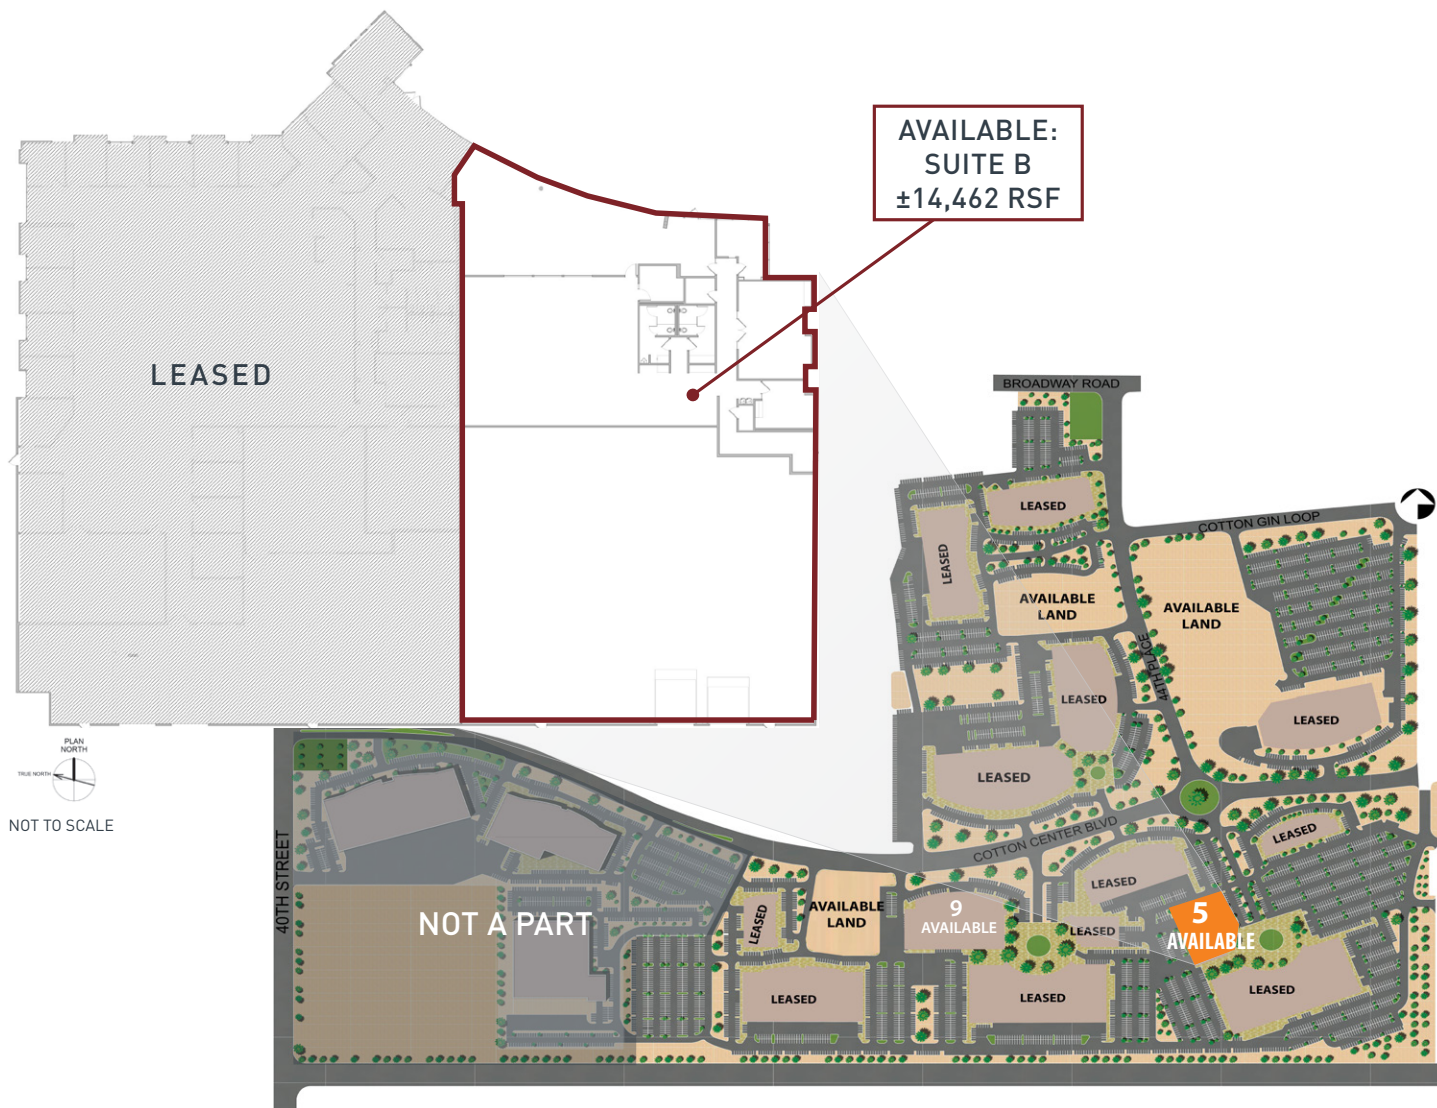 AVAILABLE:
SUITE B
±14,462 RSF
LEASED
PLAN
NORTH
TRUE NORTH
NOT TO SCALE
BROADWAY ROAD
COTTON GIN LOOP
LEASED
LEASED
AVAILABLE
LAND
AVAILABLE
LAND
44TH PLACE
LEASED
LEASED
LEASED
COTTON CENTER BLVD
LEASED
LEASED
40TH STREET
NOT A PART
LEASED
AVAILABLE
LAND
9
AVAILABLE
LEASED
5
AVAILABLE
LEASED
LEASED
LEASED